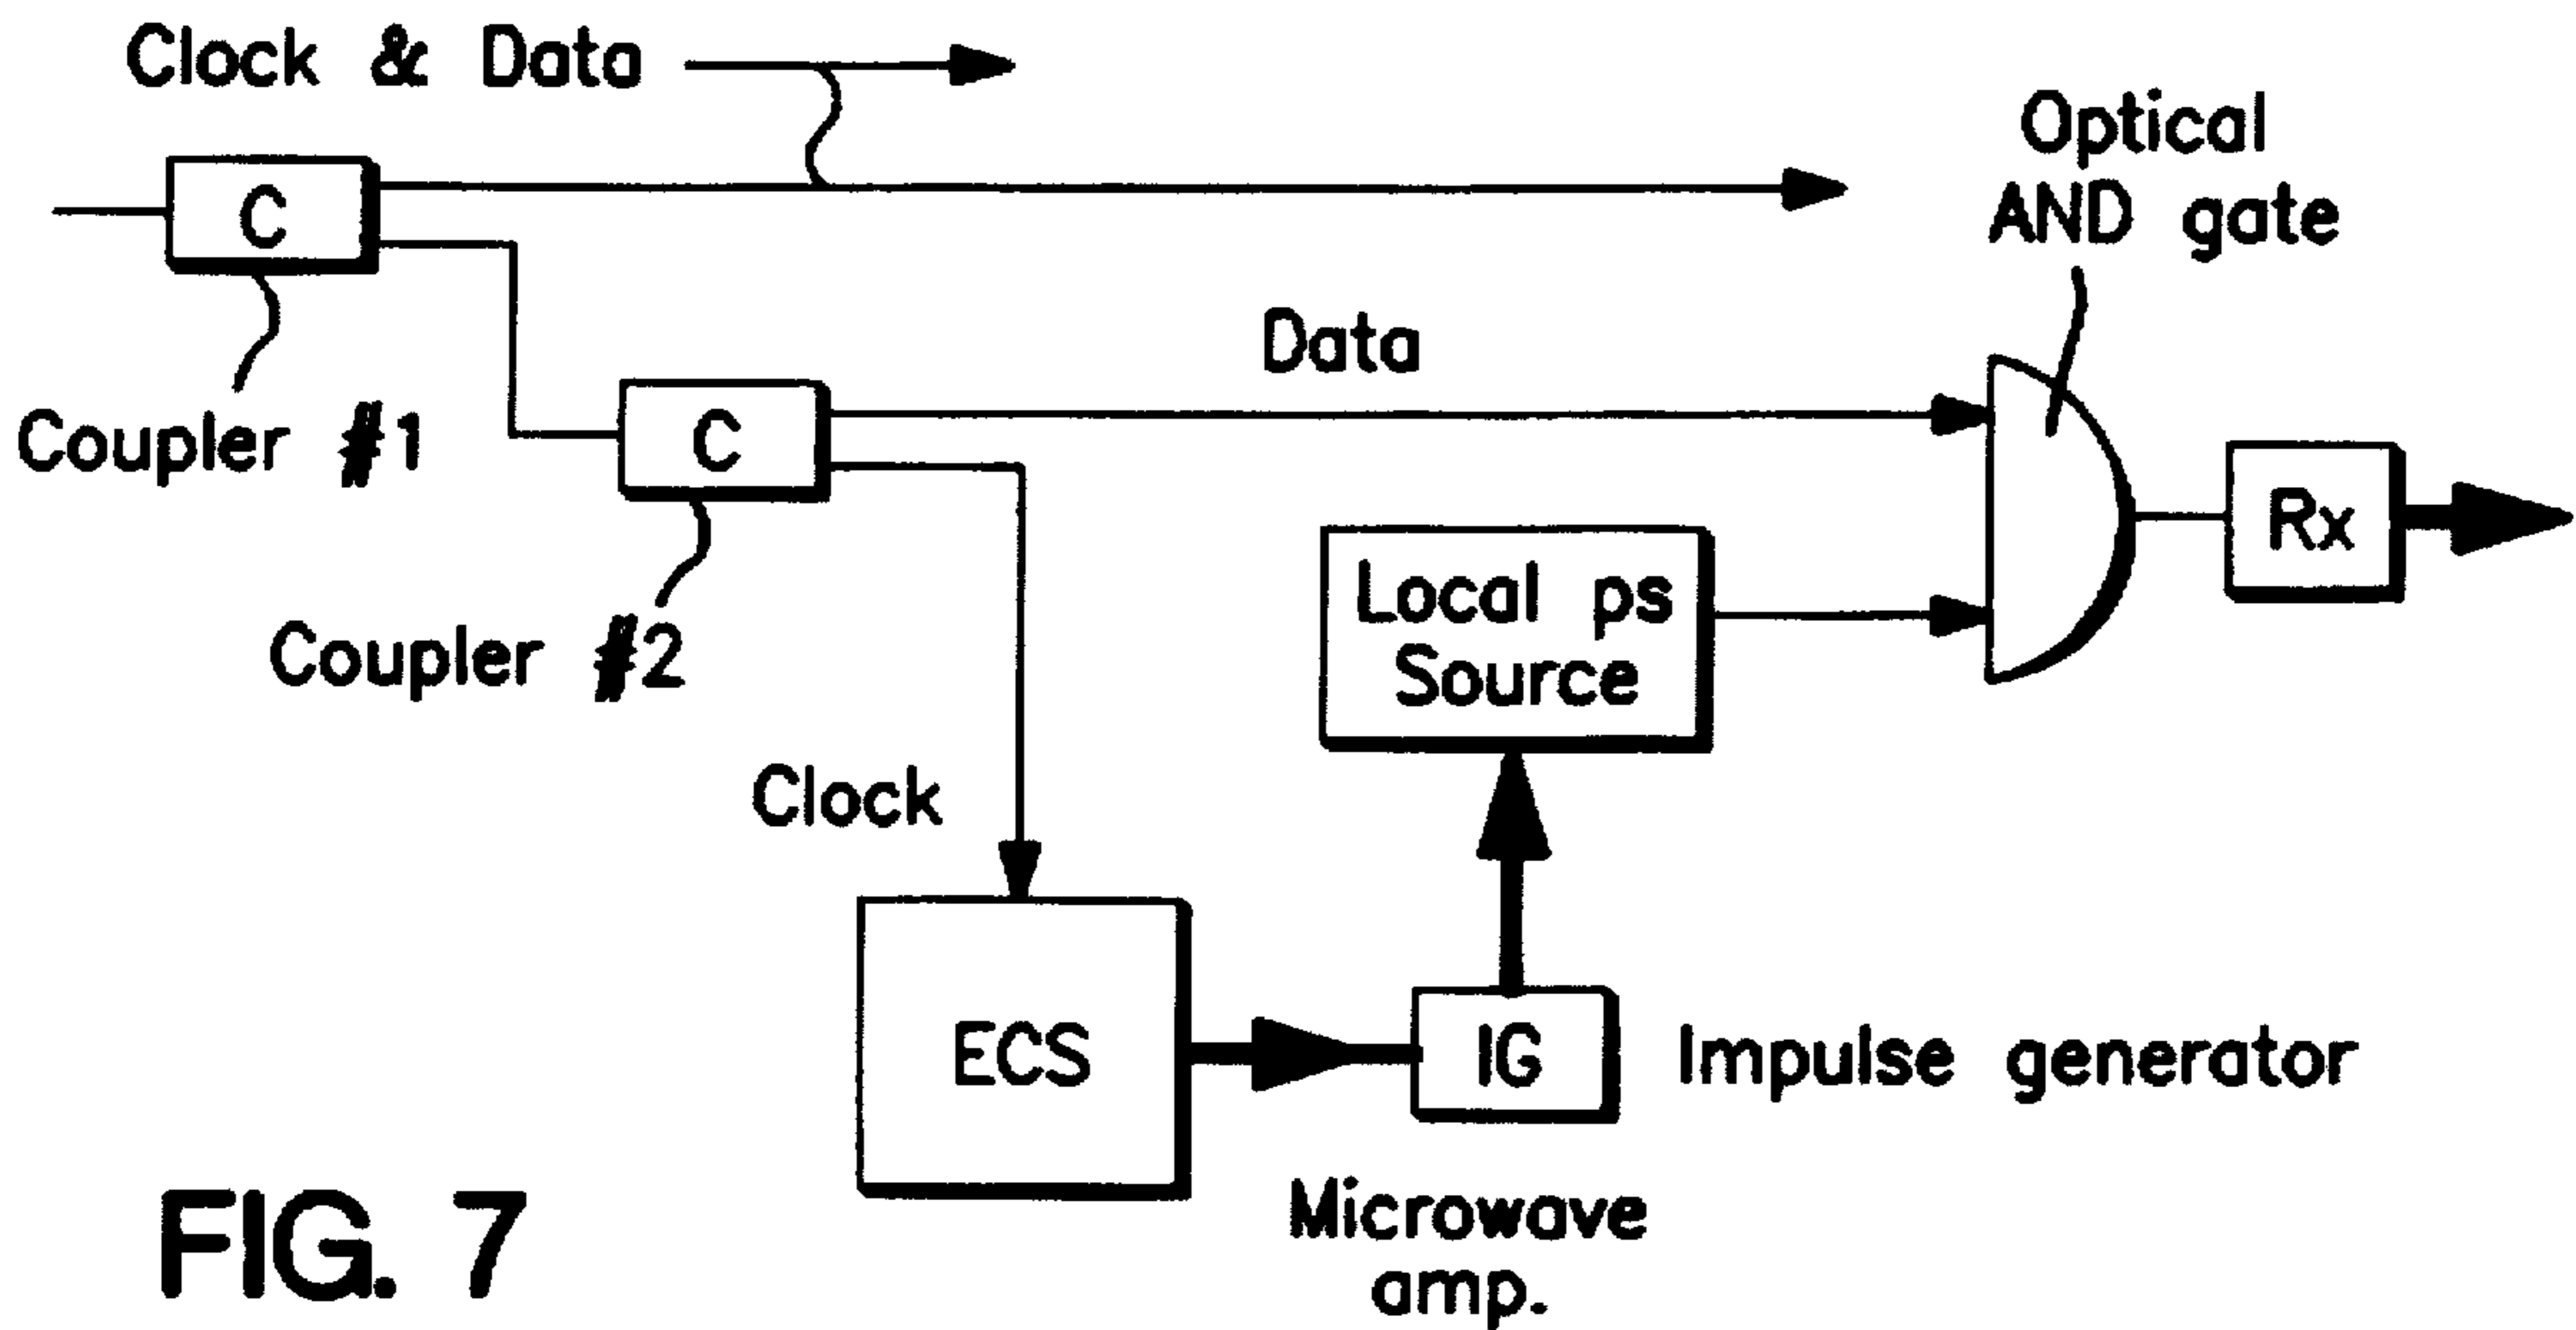 Clock & Data
Optical
AND gate
C
Coupler #1
Data
C
Coupler #2
Rx
Local ps
Source
Clock
ECS
IG
Impulse generator
Microwave
amp.
FIG. 7